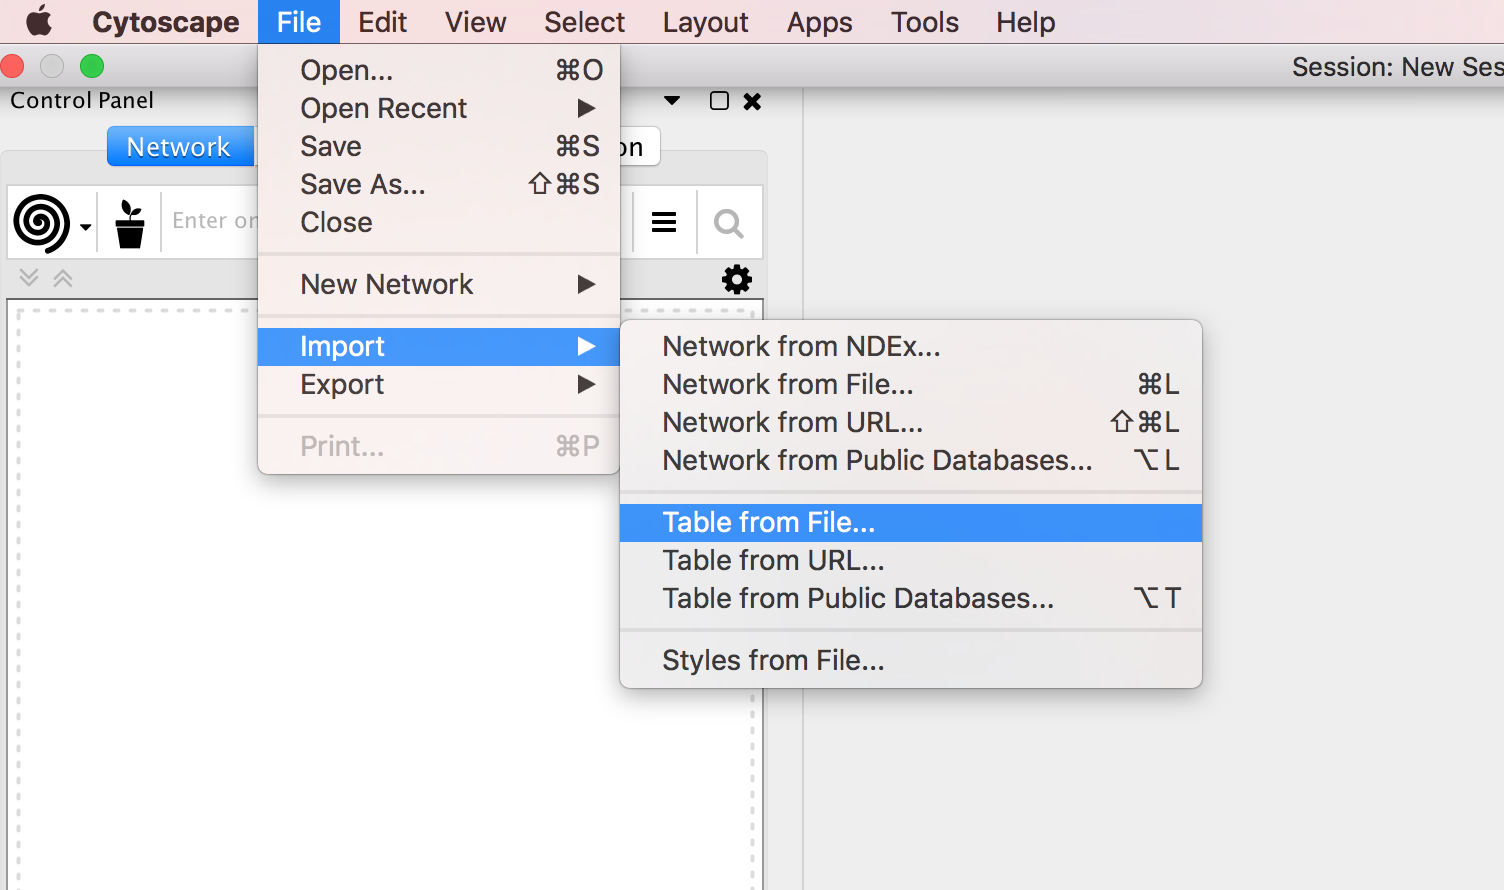 Cytoscape File Edit View Select Layout Apps Tools Help
Session: New Ses
Control Panel
Network
on
Enter or
Open... ⌘O
Open Recent ▶
Save ⌘S
Save As... ⇧⌘S
Close
New Network ▶
Import ▶
Export ▶
Print... ⌘P
Network from NDEx...
Network from File... ⌘L
Network from URL... ⇧⌘L
Network from Public Databases... ⌥L
Table from File...
Table from URL...
Table from Public Databases... ⌥T
Styles from File...